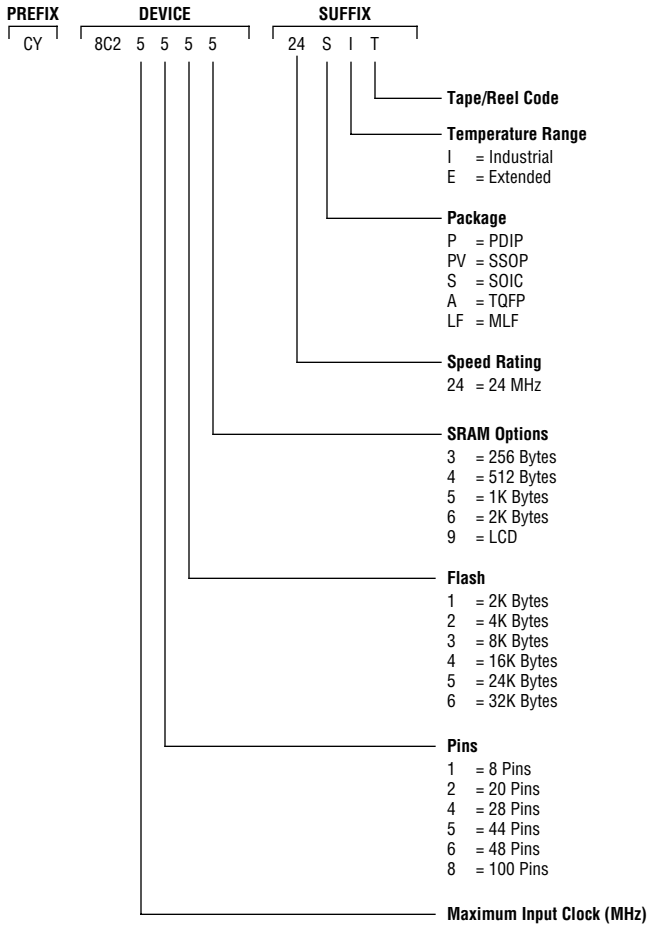 PREFIX DEVICE SUFFIX
CY 8C2 5 5 5 5 24 S I T
Tape/Reel Code
Temperature Range
I = Industrial
E = Extended
Package
P = PDIP
PV = SSOP
S = SOIC
A = TQFP
LF = MLF
Speed Rating
24 = 24 MHz
SRAM Options
3 = 256 Bytes
4 = 512 Bytes
5 = 1K Bytes
6 = 2K Bytes
9 = LCD
Flash
1 = 2K Bytes
2 = 4K Bytes
3 = 8K Bytes
4 = 16K Bytes
5 = 24K Bytes
6 = 32K Bytes
Pins
1 = 8 Pins
2 = 20 Pins
4 = 28 Pins
5 = 44 Pins
6 = 48 Pins
8 = 100 Pins
Maximum Input Clock (MHz)